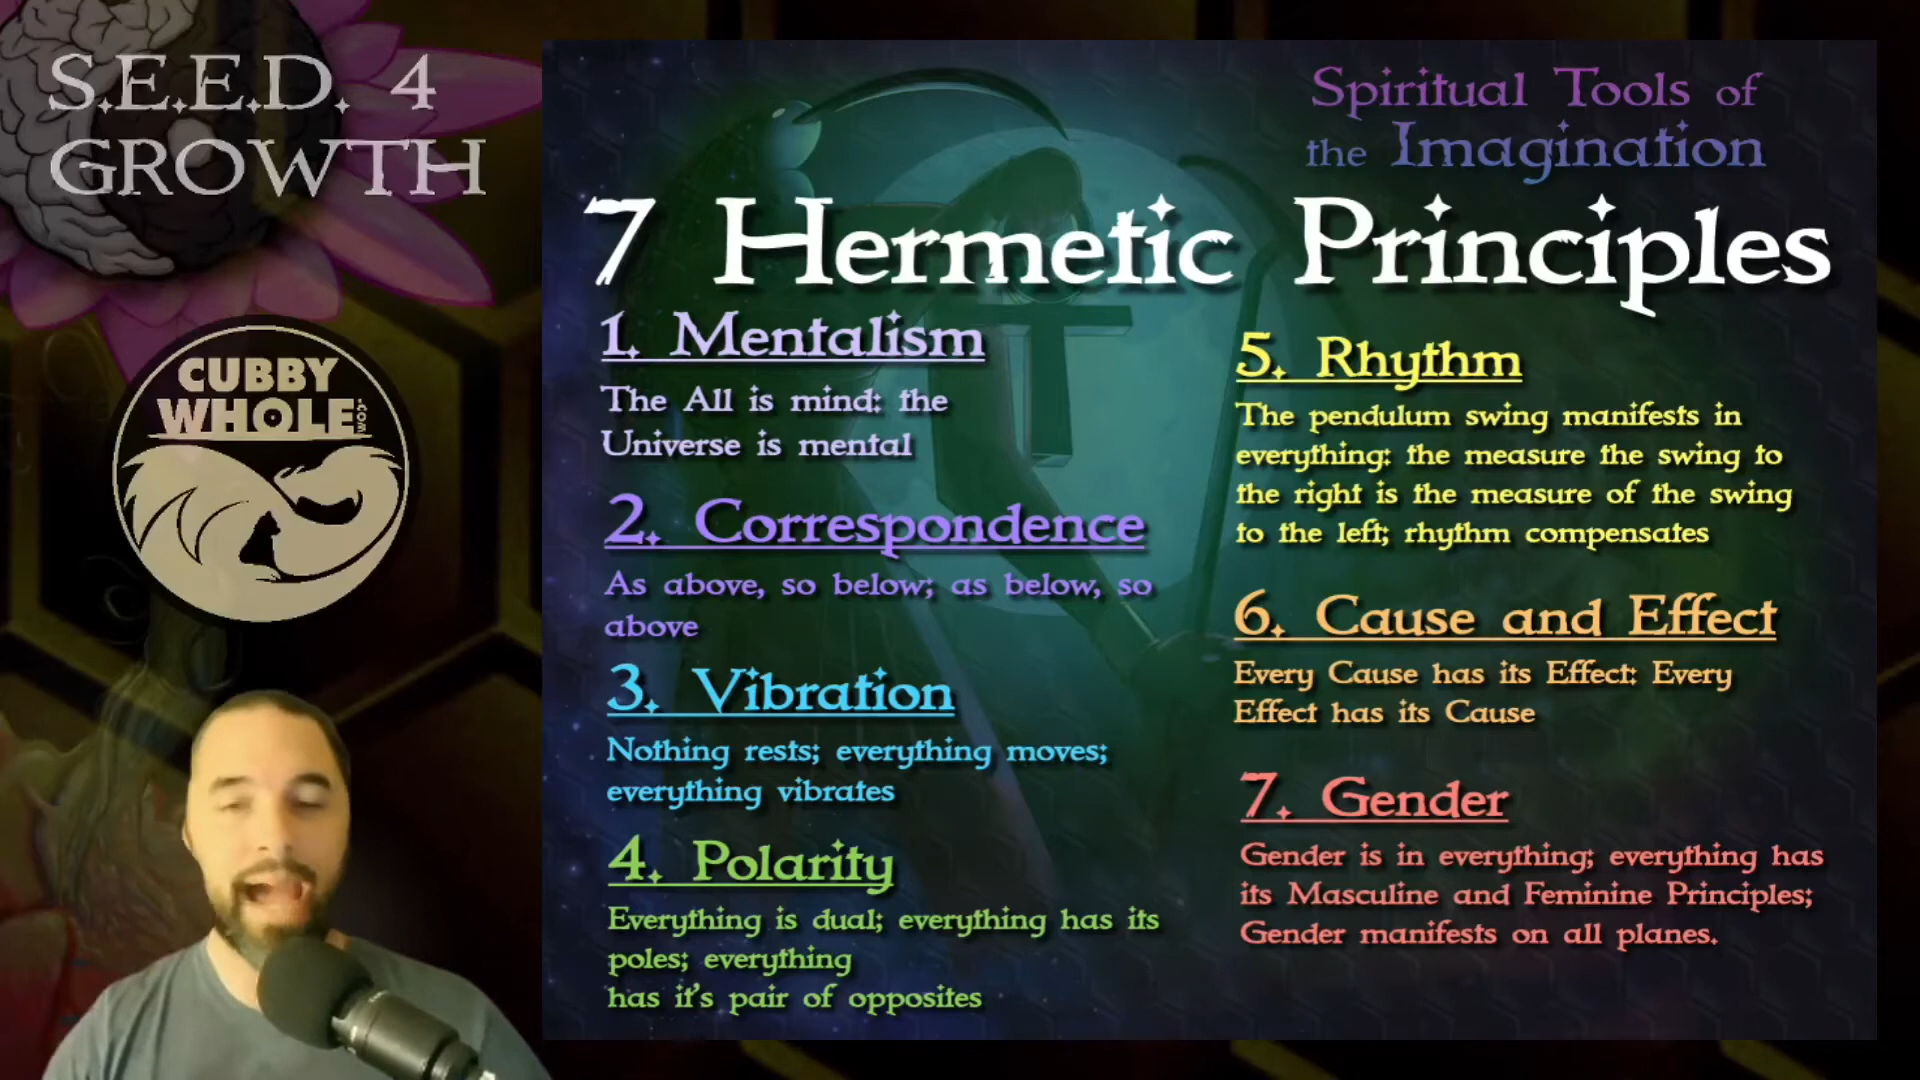 S.E.E.D. 4
GROWTH
CUBBY
WHOLE
.COM
Spiritual Tools of
the Imagination
7 Hermetic Principles
1. Mentalism
The All is mind: the
Universe is mental
2. Correspondence
As above, so below; as below, so
above
3. Vibration
Nothing rests; everything moves;
everything vibrates
4. Polarity
Everything is dual; everything has its
poles; everything
has it's pair of opposites
5. Rhythm
The pendulum swing manifests in
everything: the measure the swing to
the right is the measure of the swing
to the left; rhythm compensates
6. Cause and Effect
Every Cause has its Effect: Every
Effect has its Cause
7. Gender
Gender is in everything; everything has
its Masculine and Feminine Principles;
Gender manifests on all planes.